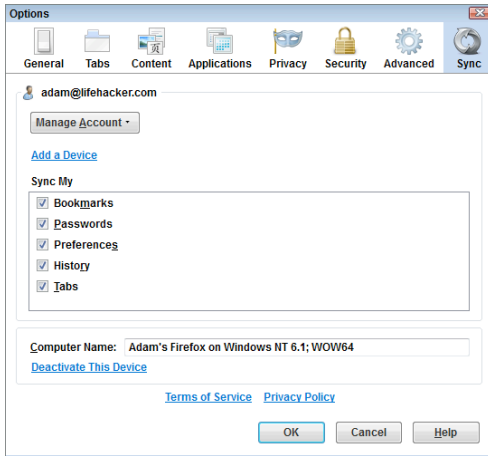 Options
General Tabs Content Applications Privacy Security Advanced Sync
adam@lifehacker.com
Manage Account
Add a Device
Sync My
Bookmarks
Passwords
Preferences
History
Tabs
Computer Name: Adam's Firefox on Windows NT 6.1; WOW64
Deactivate This Device
Terms of Service Privacy Policy
OK Cancel Help